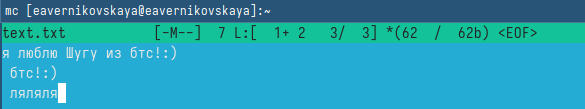 mc [eavernikovskaya@eavernikovskaya]:~
text.txt [-M--] 7 L:[ 1+ 2 3/ 3] *(62 / 62b) <EOF>
я люблю Шугу из бтс!:)
бтс!:)
ляляля